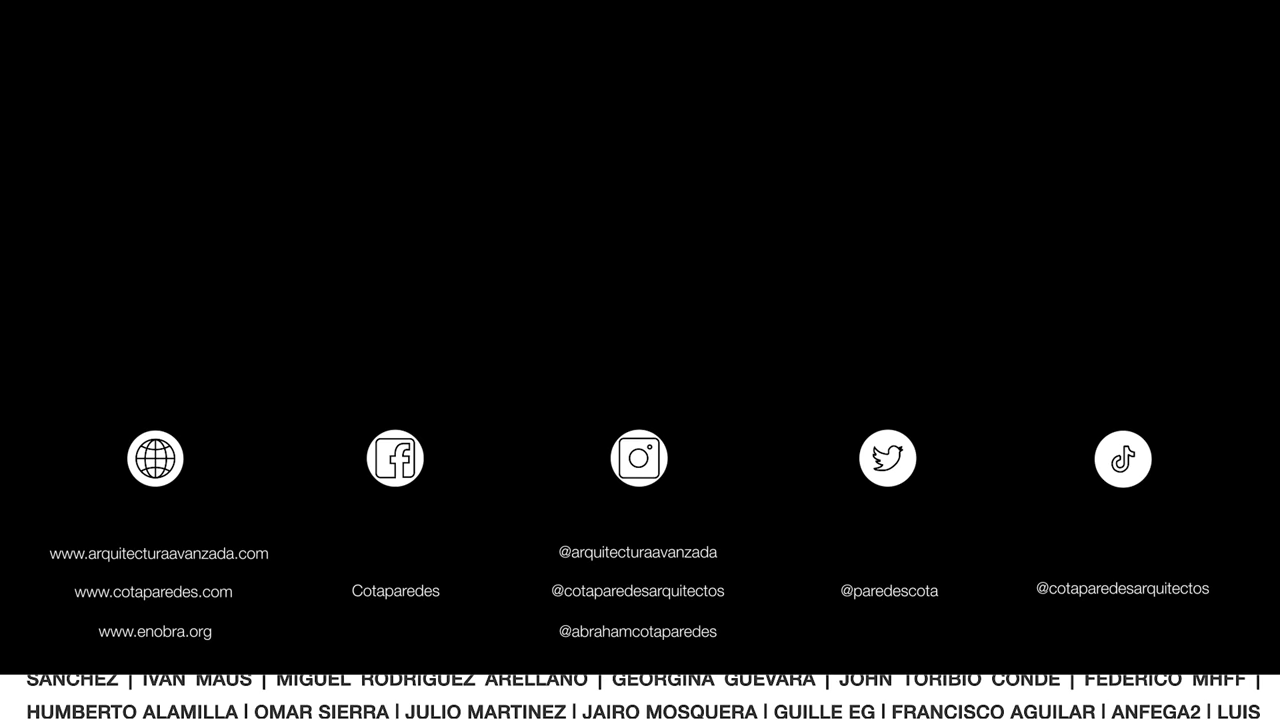 www.arquitecturaavanzada.com
www.cotaparedes.com
www.enobra.org
Cotaparedes
@arquitecturaavanzada
@cotaparedesarquitectos
@abrahamcotaparedes
@paredescota
@cotaparedesarquitectos
SANCHEZ | IVAN MAUS | MIGUEL RODRIGUEZ ARELLANO | GEORGINA GUEVARA | JOHN TORIBIO CONDE | FEDERICO MHFF |
HUMBERTO ALAMILLA | OMAR SIERRA | JULIO MARTINEZ | JAIRO MOSQUERA | GUILLE EG | FRANCISCO AGUILAR | ANFEGA2 | LUIS